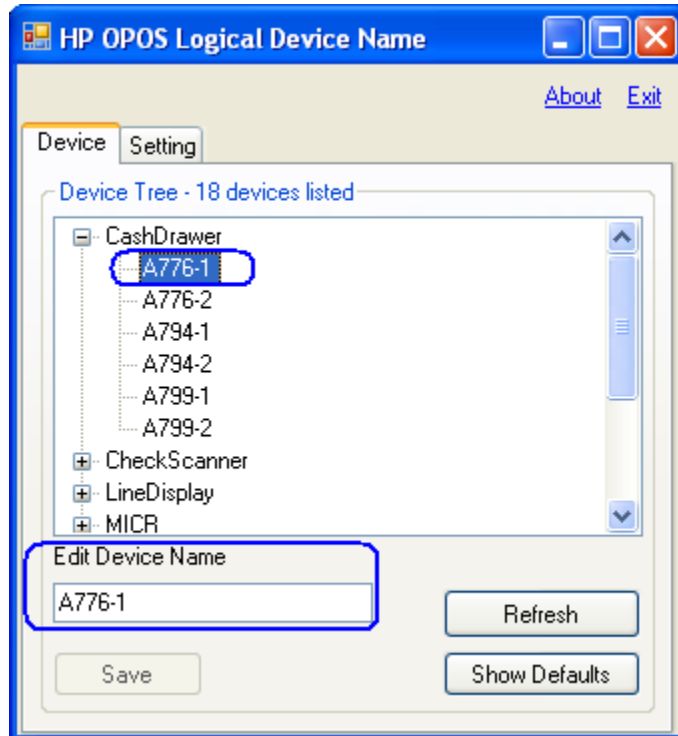 HP OPOS Logical Device Name
About Exit
Device Setting
Device Tree - 18 devices listed
CashDrawer
A776-1
A776-2
A794-1
A794-2
A799-1
A799-2
CheckScanner
LineDisplay
MICR
Edit Device Name
A776-1
Refresh
Save
Show Defaults